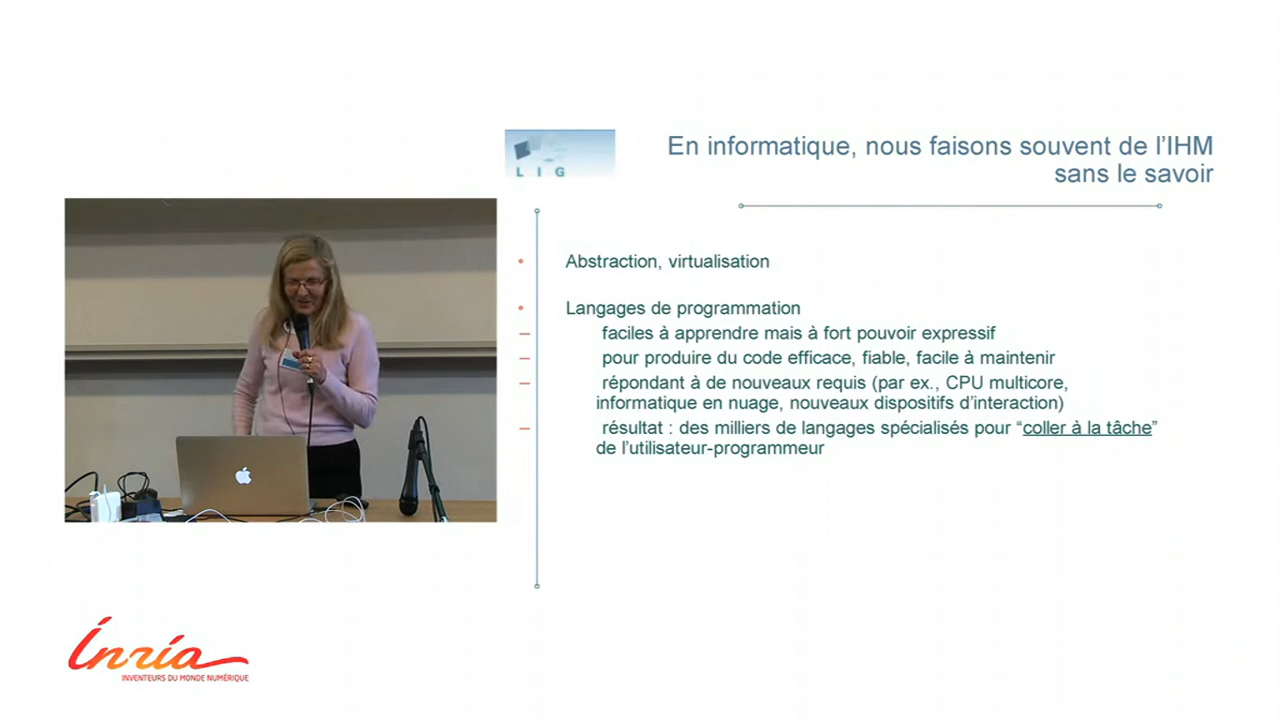 LIG
En informatique, nous faisons souvent de l’IHM
sans le savoir
• Abstraction, virtualisation
• Langages de programmation
– faciles à apprendre mais à fort pouvoir expressif
– pour produire du code efficace, fiable, facile à maintenir
– répondant à de nouveaux requis (par ex., CPU multicore,
informatique en nuage, nouveaux dispositifs d’interaction)
– résultat : des milliers de langages spécialisés pour “coller à la tâche”
de l’utilisateur-programmeur
Inria
INVENTEURS DU MONDE NUMÉRIQUE